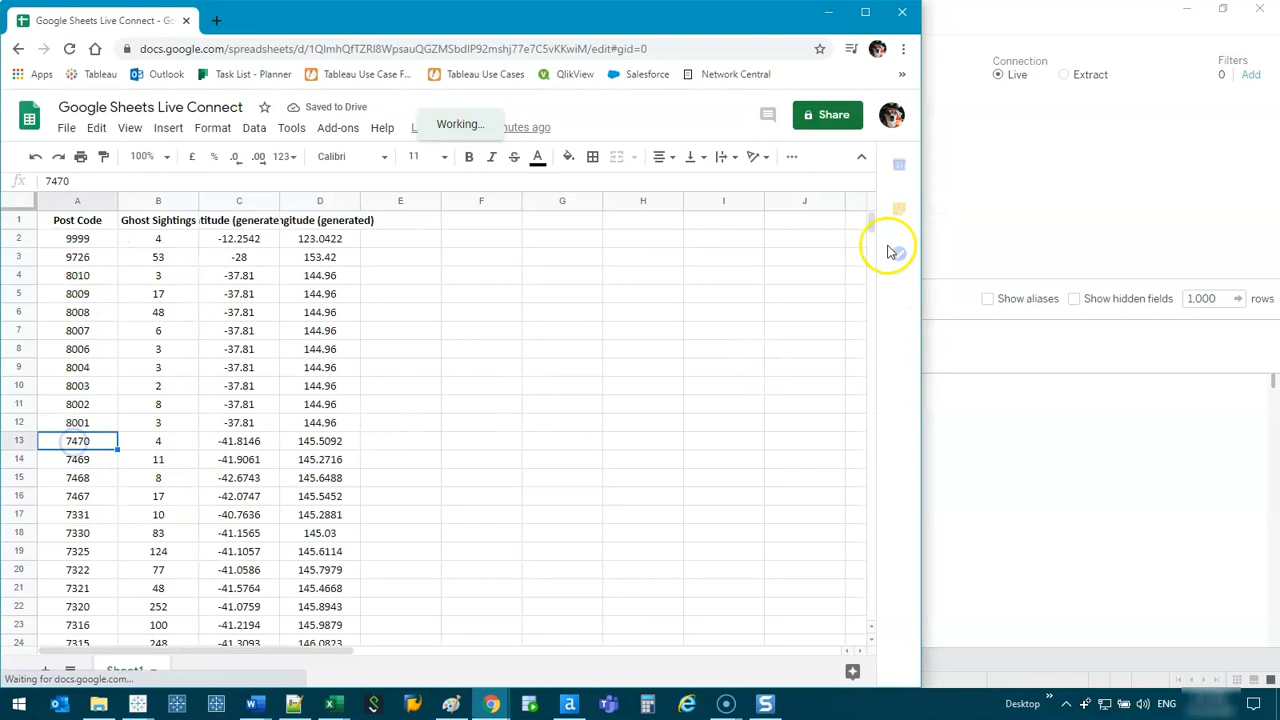 Google Sheets Live Connect - Go
docs.google.com/spreadsheets/d/1QlmhQfTZRI8WpsauQGZMSbdlP92mshj77e7C5vKKwiM/edit#gid=0
Apps Tableau Outlook Task List - Planner Tableau Use Case F... Tableau Use Cases QlikView Salesforce Network Central »
Google Sheets Live Connect Saved to Drive
Share
File Edit View Insert Format Data Tools Add-ons Help
Working...
nutes ago
100% £ % .0 .00 123 Calibri 11 B I S A
fx 7470
A B C D E F G H I J
1 Post Code Ghost Sightings titude (generate ngitude (generated)
2 9999 4 -12.2542 123.0422
3 9726 53 -28 153.42
4 8010 3 -37.81 144.96
5 8009 17 -37.81 144.96
6 8008 48 -37.81 144.96
7 8007 6 -37.81 144.96
8 8006 3 -37.81 144.96
9 8004 3 -37.81 144.96
10 8003 2 -37.81 144.96
11 8002 8 -37.81 144.96
12 8001 3 -37.81 144.96
13 7470 4 -41.8146 145.5092
14 7469 11 -41.9061 145.2716
15 7468 8 -42.6743 145.6488
16 7467 17 -42.0747 145.5452
17 7331 10 -40.7636 145.2881
18 7330 83 -41.1565 145.03
19 7325 124 -41.1057 145.6114
20 7322 77 -41.0586 145.7979
21 7321 48 -41.5764 145.4668
22 7320 252 -41.0759 145.8943
23 7316 100 -41.2194 145.9879
24 7315 248 -41.3093 146.0823
Sheet1
Waiting for docs.google.com...
Connection
Live Extract
Filters
0 Add
Show aliases Show hidden fields 1.000 rows
Desktop » ENG